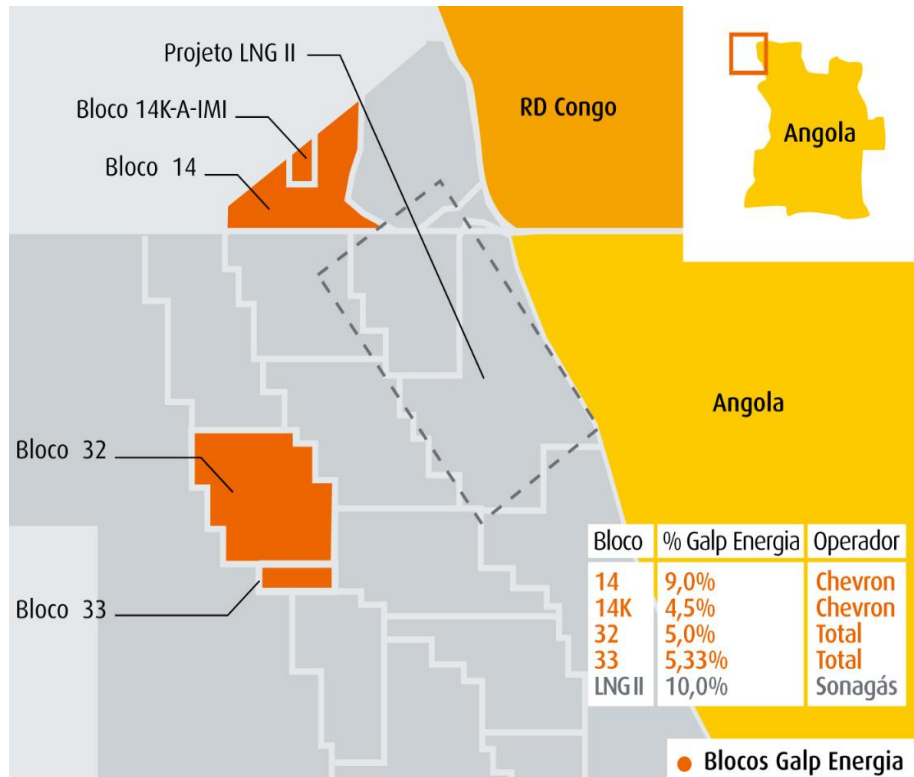 Projeto LNG II
Bloco 14K-A-IMI
Bloco 14
RD Congo
Angola
Angola
Bloco 32
Bloco 33
Bloco % Galp Energia Operador
14 9,0% Chevron
14K 4,5% Chevron
32 5,0% Total
33 5,33% Total
LNG II 10,0% Sonagás
Blocos Galp Energia